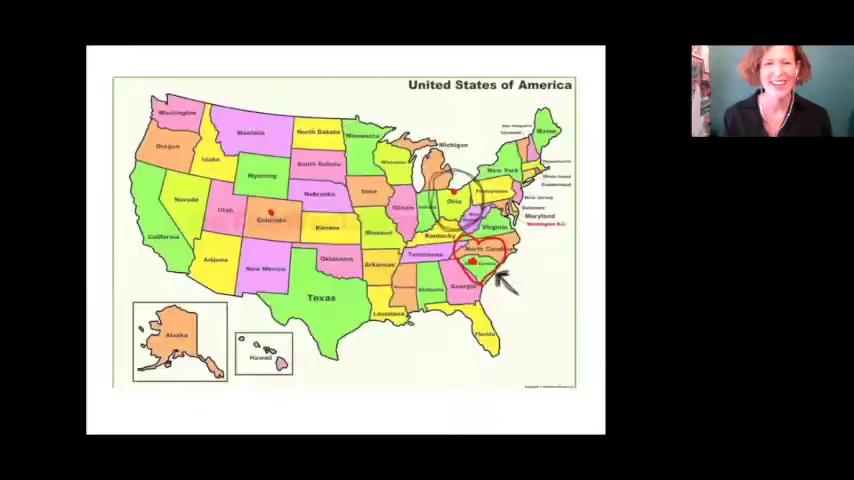 United States of America
Washington
Montana
North Dakota
Minnesota
Michigan
Maine
Oregon
Idaho
Wyoming
South Dakota
Wisconsin
New York
Nevada
Utah
Colorado
Nebraska
Iowa
Illinois
Ohio
Pennsylvania
New Jersey
Maryland
Washington D.C.
California
Kansas
Missouri
Kentucky
Virginia
Arizona
New Mexico
Oklahoma
Arkansas
Tennessee
North Carolina
Texas
Louisiana
Alabama
Georgia
Florida
Alaska
Hawaii